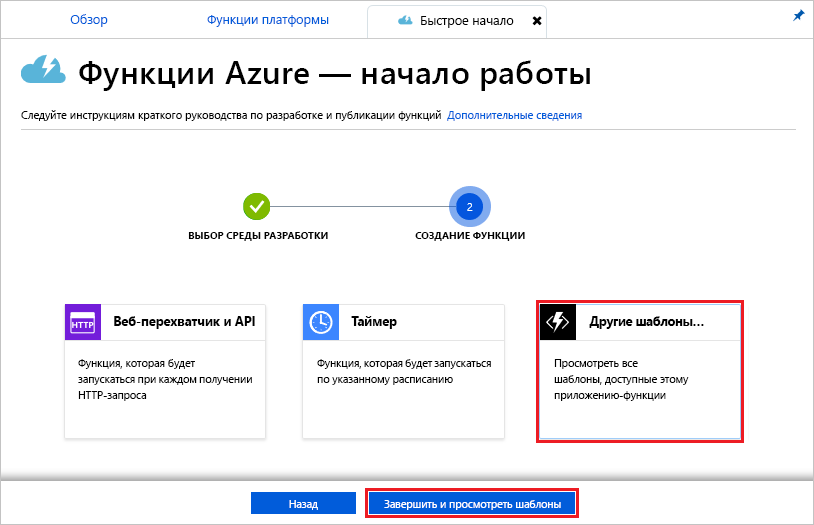 Обзор Функции платформы Быстрое начало
Функции Azure — начало работы
Следуйте инструкциям краткого руководства по разработке и публикации функций Дополнительные сведения
2
ВЫБОР СРЕДЫ РАЗРАБОТКИ СОЗДАНИЕ ФУНКЦИИ
HTTP Веб-перехватчик и API
Функция, которая будет
запускаться при каждом получении
HTTP-запроса
Таймер
Функция, которая будет запускаться
по указанному расписанию
Другие шаблоны...
Просмотреть все
шаблоны, доступные этому
приложению-функции
Назад Завершить и просмотреть шаблоны